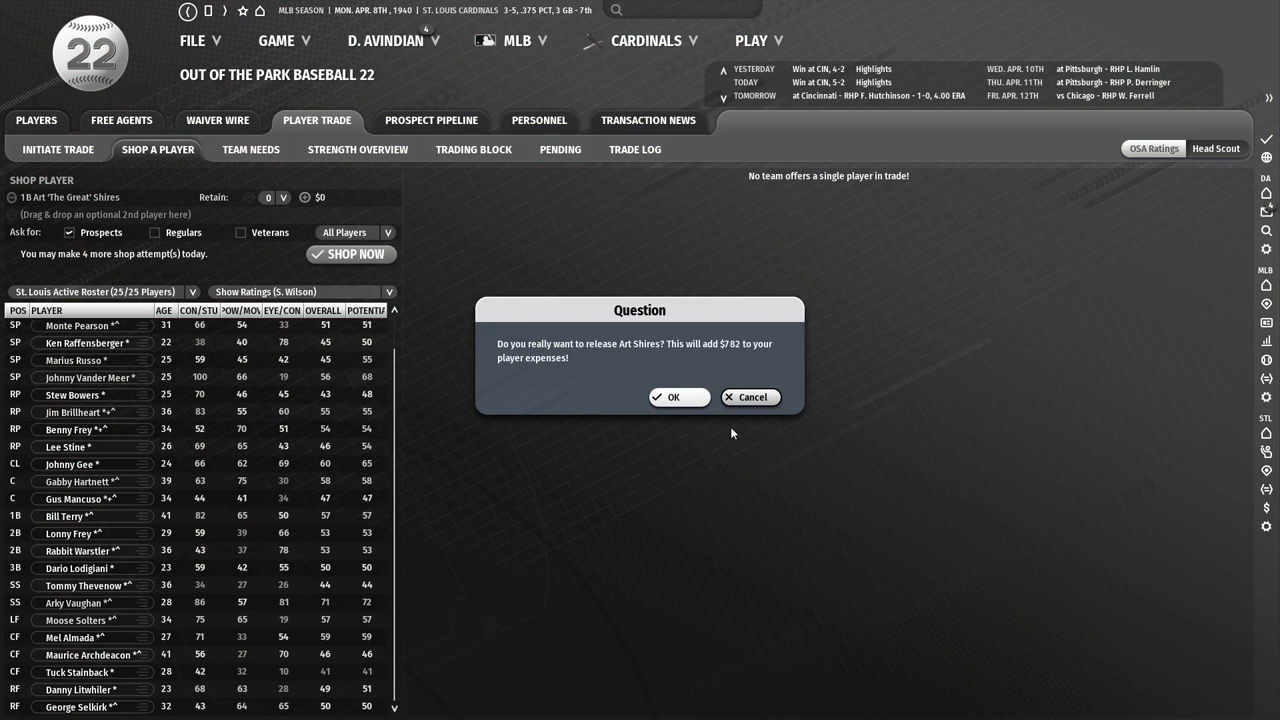 MLB SEASON | MON. APR. 8TH , 1940 | ST. LOUIS CARDINALS 3-5, .375 PCT, 3 GB - 7th
22
FILE GAME D. AVINDIAN 4 MLB CARDINALS PLAY
OUT OF THE PARK BASEBALL 22
YESTERDAY Win at CIN, 4-2 Highlights WED. APR. 10TH at Pittsburgh - RHP L. Hamlin
TODAY Win at CIN, 5-2 Highlights THU. APR. 11TH at Pittsburgh - RHP P. Derringer
TOMORROW at Cincinnati - RHP F. Hutchinson - 1-0, 4.00 ERA FRI. APR. 12TH vs Chicago - RHP W. Ferrell
PLAYERS FREE AGENTS WAIVER WIRE PLAYER TRADE PROSPECT PIPELINE PERSONNEL TRANSACTION NEWS
INITIATE TRADE SHOP A PLAYER TEAM NEEDS STRENGTH OVERVIEW TRADING BLOCK PENDING TRADE LOG OSA Ratings Head Scout
SHOP PLAYER
No team offers a single player in trade!
1B Art 'The Great' Shires Retain: 0 $0
(Drag & drop an optional 2nd player here)
Ask for: Prospects Regulars Veterans All Players
You may make 4 more shop attempt(s) today. SHOP NOW
St. Louis Active Roster (25/25 Players) Show Ratings (S. Wilson)
POS PLAYER AGE CON/STU POW/MOV EYE/CON OVERALL POTENTIA
SP Monte Pearson *^ 31 66 54 33 51 51
SP Ken Raffensberger * 22 38 40 78 45 50
SP Marius Russo * 25 59 45 42 45 55
SP Johnny Vander Meer * 25 100 66 19 56 68
RP Stew Bowers * 25 70 46 45 43 48
RP Jim Brillheart *+^ 36 83 55 60 55 55
RP Benny Frey *+^ 34 52 70 51 54 54
RP Lee Stine * 26 69 65 43 46 54
CL Johnny Gee * 24 66 62 69 60 65
C Gabby Hartnett *^ 39 63 75 30 58 58
C Gus Mancuso *+^ 34 44 41 34 47 47
1B Bill Terry *^ 41 82 65 50 57 57
2B Lonny Frey *^ 29 59 39 66 53 53
2B Rabbit Warstler *^ 36 43 37 78 53 53
3B Dario Lodigiani * 23 59 42 55 50 50
SS Tommy Thevenow *^ 36 34 27 26 44 44
SS Arky Vaughan *^ 28 86 57 81 71 72
LF Moose Solters *^ 34 75 65 19 57 57
CF Mel Almada *^ 27 71 33 54 59 59
CF Maurice Archdeacon *^ 41 56 27 70 46 46
CF Tuck Stainback * 28 42 32 10 41 41
RF Danny Litwhiler * 23 68 63 28 49 51
RF George Selkirk *^ 32 43 64 65 50 50
Question
Do you really want to release Art Shires? This will add $782 to your
player expenses!
OK Cancel
DA
4
MLB
STL